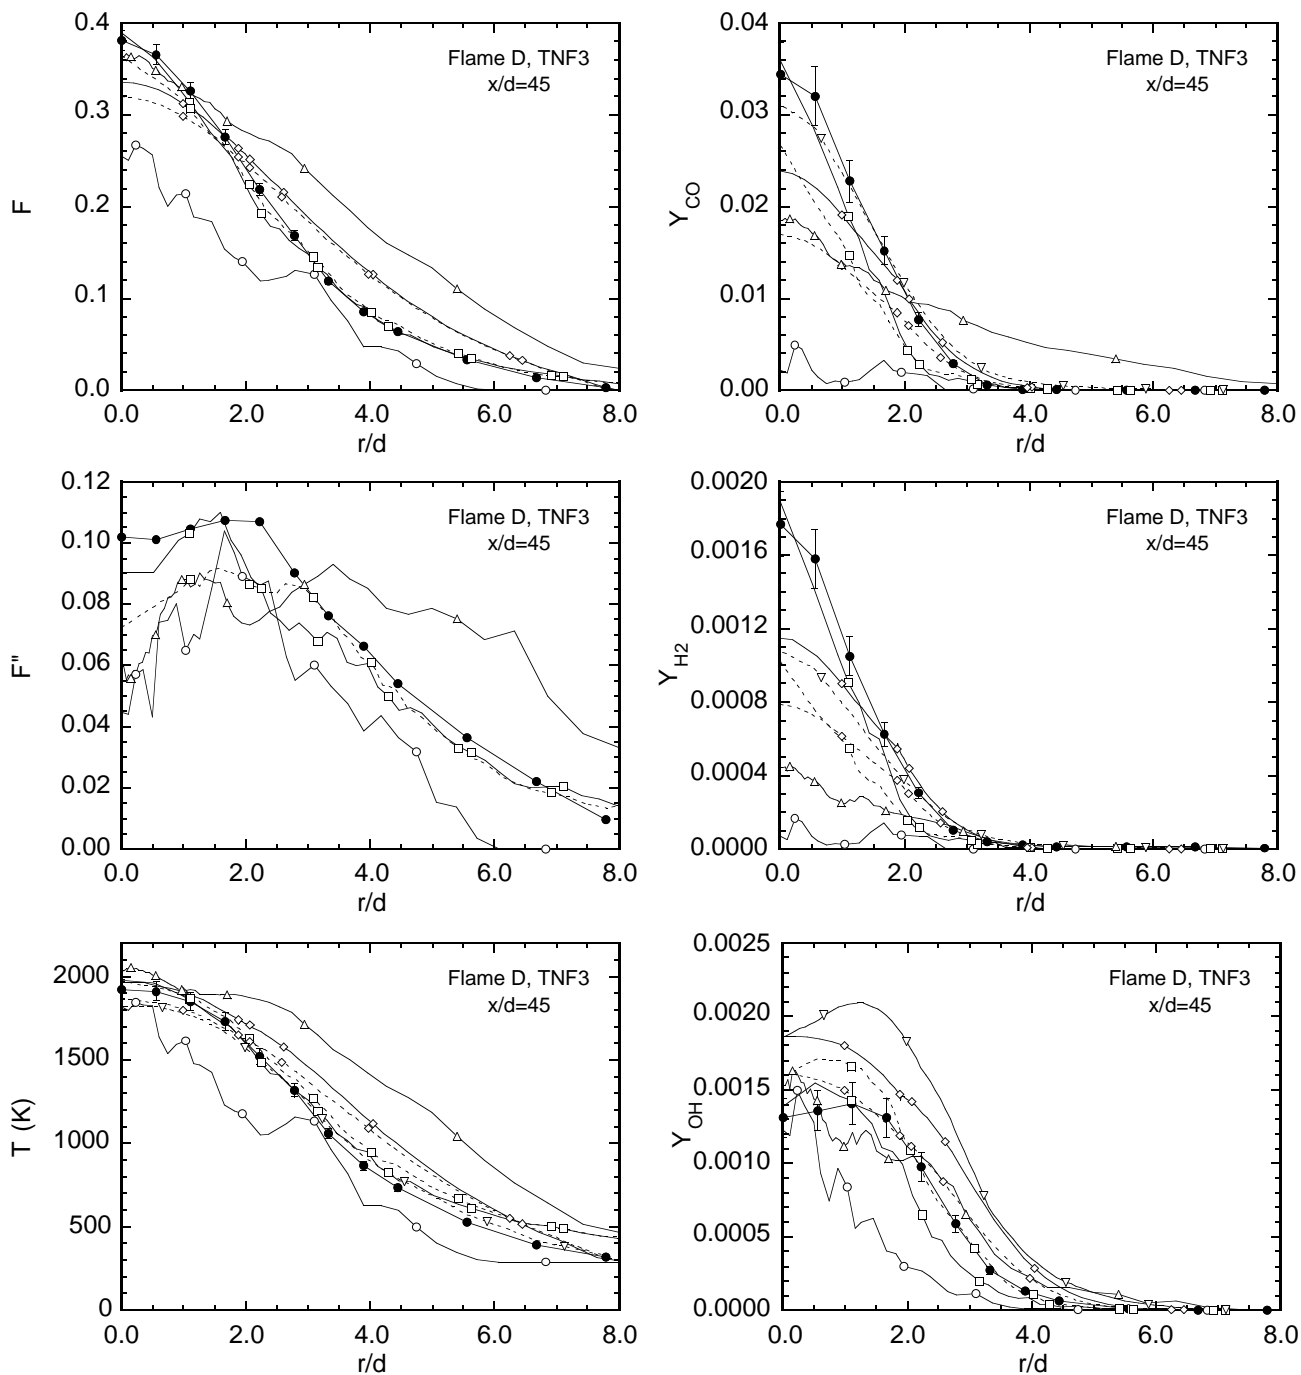 0.4
0.3
0.2
0.1
0.0
F
Flame D, TNF3
x/d=45
0.0 2.0 4.0 6.0 8.0
r/d
0.04
0.03
0.02
0.01
0.00
Y_CO
Flame D, TNF3
x/d=45
0.0 2.0 4.0 6.0 8.0
r/d
0.12
0.10
0.08
0.06
0.04
0.02
0.00
F"
Flame D, TNF3
x/d=45
0.0 2.0 4.0 6.0 8.0
r/d
0.0020
0.0016
0.0012
0.0008
0.0004
0.0000
Y_H2
Flame D, TNF3
x/d=45
0.0 2.0 4.0 6.0 8.0
r/d
2000
1500
1000
500
0
T (K)
Flame D, TNF3
x/d=45
0.0 2.0 4.0 6.0 8.0
r/d
0.0025
0.0020
0.0015
0.0010
0.0005
0.0000
Y_OH
Flame D, TNF3
x/d=45
0.0 2.0 4.0 6.0 8.0
r/d